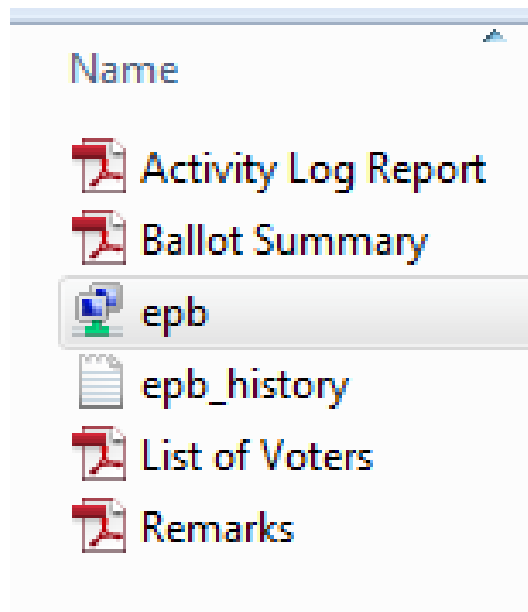 Name
Activity Log Report
Ballot Summary
epb
epb_history
List of Voters
Remarks